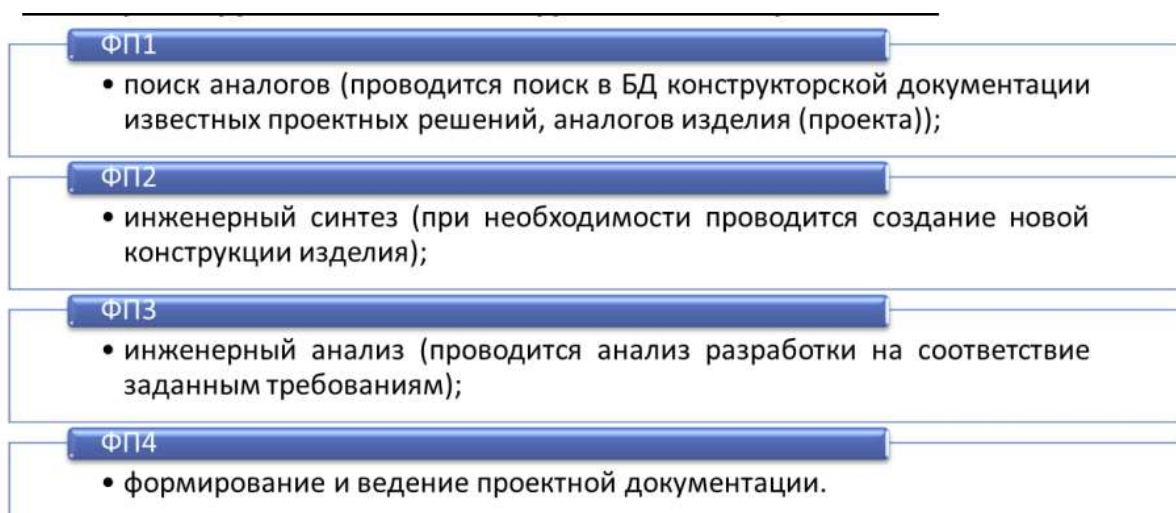 ФП1
• поиск аналогов (проводится поиск в БД конструкторской документации
известных проектных решений, аналогов изделия (проекта));
ФП2
• инженерный синтез (при необходимости проводится создание новой
конструкции изделия);
ФП3
• инженерный анализ (проводится анализ разработки на соответствие
заданным требованиям);
ФП4
• формирование и ведение проектной документации.